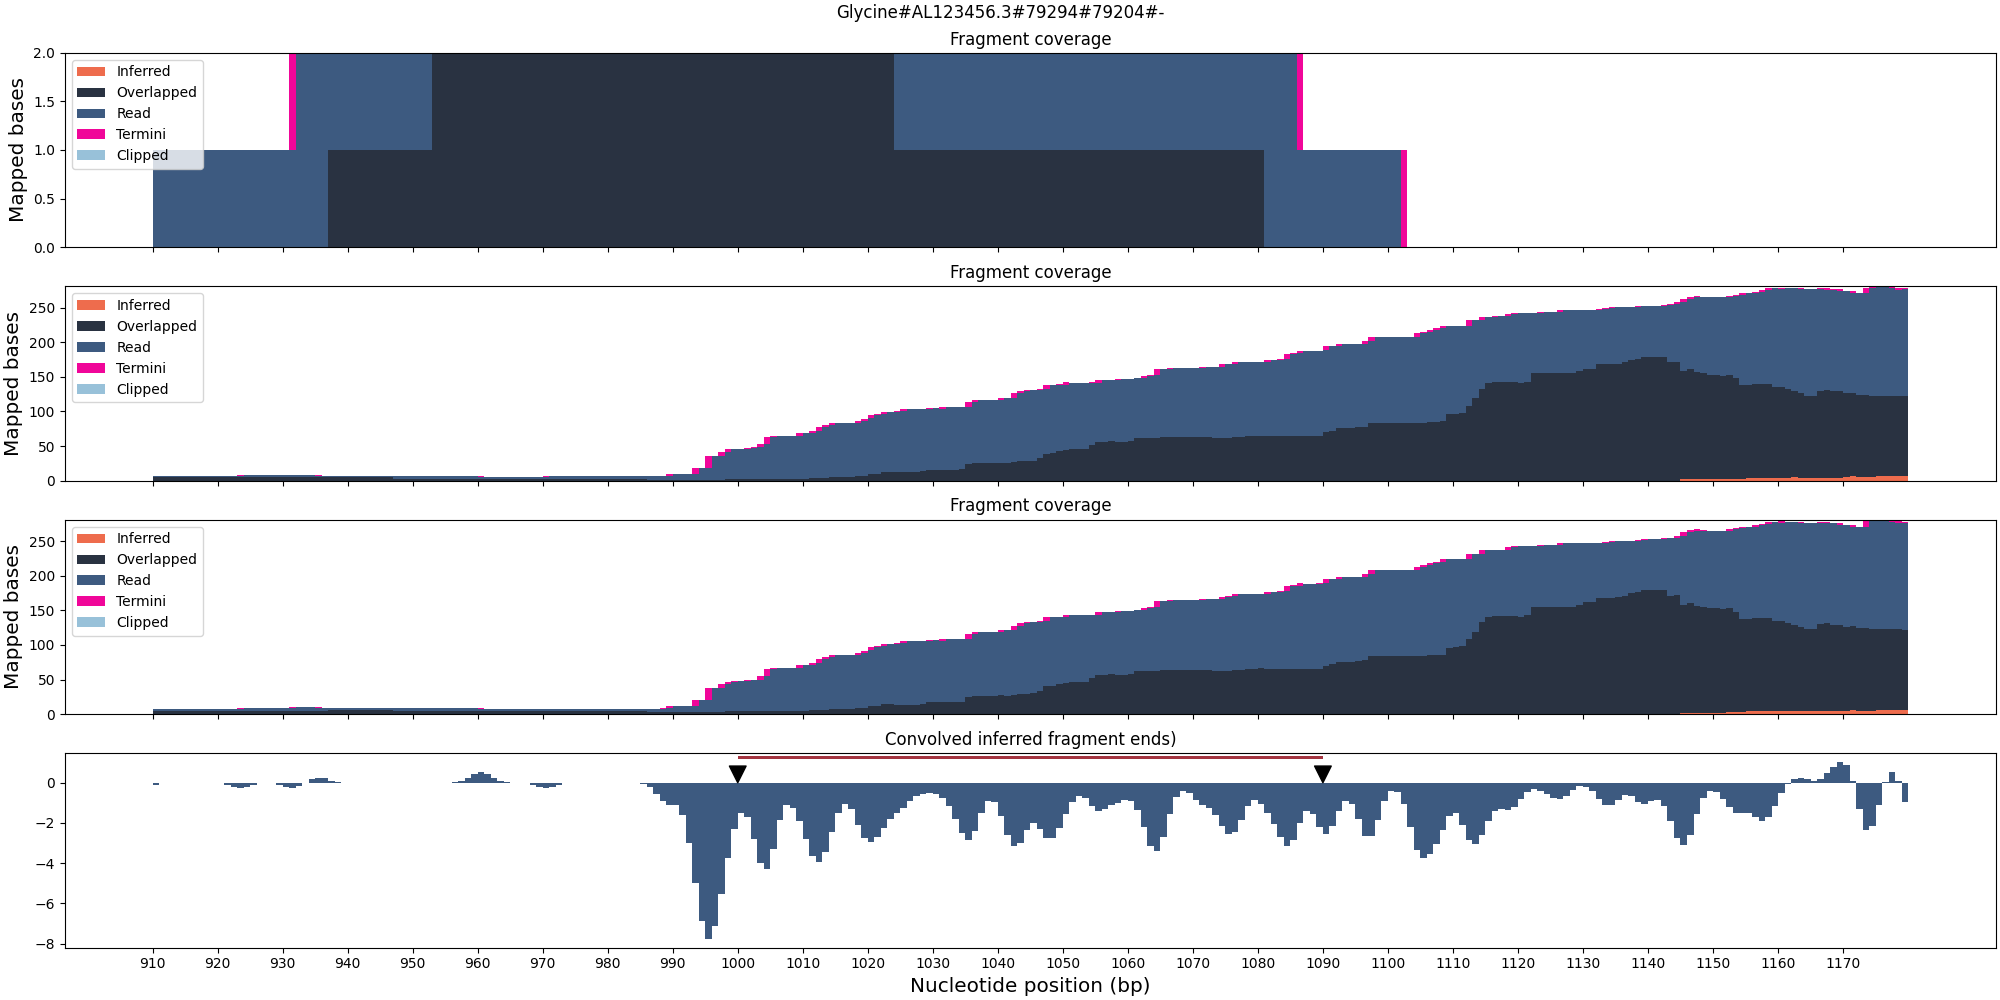 Glycine#AL123456.3#79294#79204#-
Fragment coverage
Mapped bases
2.0
1.5
1.0
0.5
0.0
Inferred
Overlapped
Read
Termini
Clipped
Fragment coverage
Mapped bases
250
200
150
100
50
0
Inferred
Overlapped
Read
Termini
Clipped
Fragment coverage
Mapped bases
250
200
150
100
50
0
Inferred
Overlapped
Read
Termini
Clipped
Convolved inferred fragment ends)
0
−2
−4
−6
−8
910 920 930 940 950 960 970 980 990 1000 1010 1020 1030 1040 1050 1060 1070 1080 1090 1100 1110 1120 1130 1140 1150 1160 1170
Nucleotide position (bp)